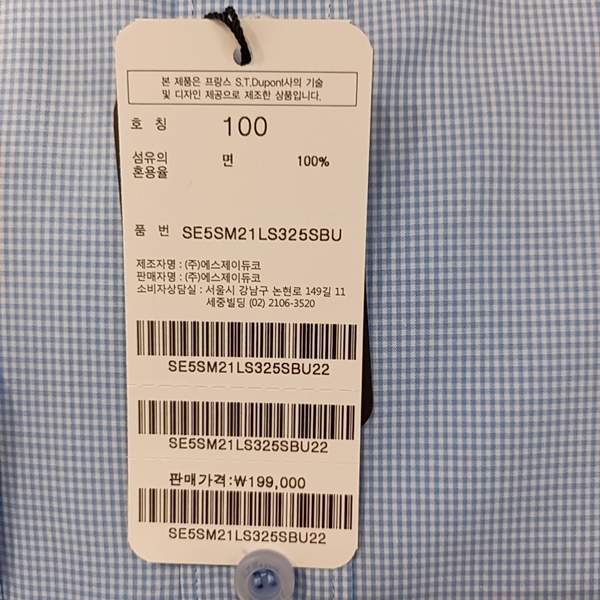 본 제품은 프랑스 S.T.Dupont사의 기술
및 디자인 제공으로 제조한 상품입니다.
호 칭 100
섬유의 면 100%
혼용율
품 번 SE5SM21LS325SBU
제조자명 : (주)에스제이듀코
판매자명 : (주)에스제이듀코
소비자상담실 : 서울시 강남구 논현로 149길 11
세중빌딩 (02) 2106-3520
SE5SM21LS325SBU22
SE5SM21LS325SBU22
판매가격:₩199,000
SE5SM21LS325SBU22